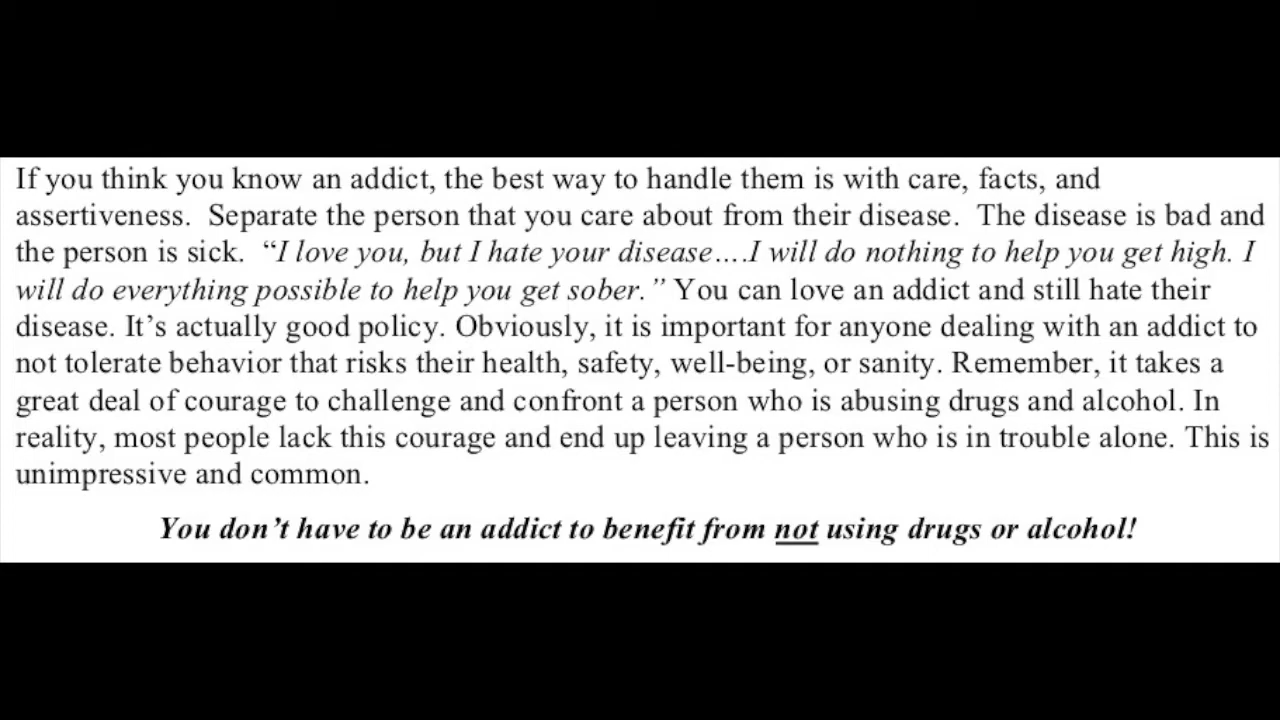 If you think you know an addict, the best way to handle them is with care, facts, and
assertiveness.  Separate the person that you care about from their disease.  The disease is bad and
the person is sick.  “I love you, but I hate your disease….I will do nothing to help you get high. I
will do everything possible to help you get sober.” You can love an addict and still hate their
disease. It’s actually good policy. Obviously, it is important for anyone dealing with an addict to
not tolerate behavior that risks their health, safety, well-being, or sanity. Remember, it takes a
great deal of courage to challenge and confront a person who is abusing drugs and alcohol. In
reality, most people lack this courage and end up leaving a person who is in trouble alone. This is
unimpressive and common.
You don’t have to be an addict to benefit from not using drugs or alcohol!